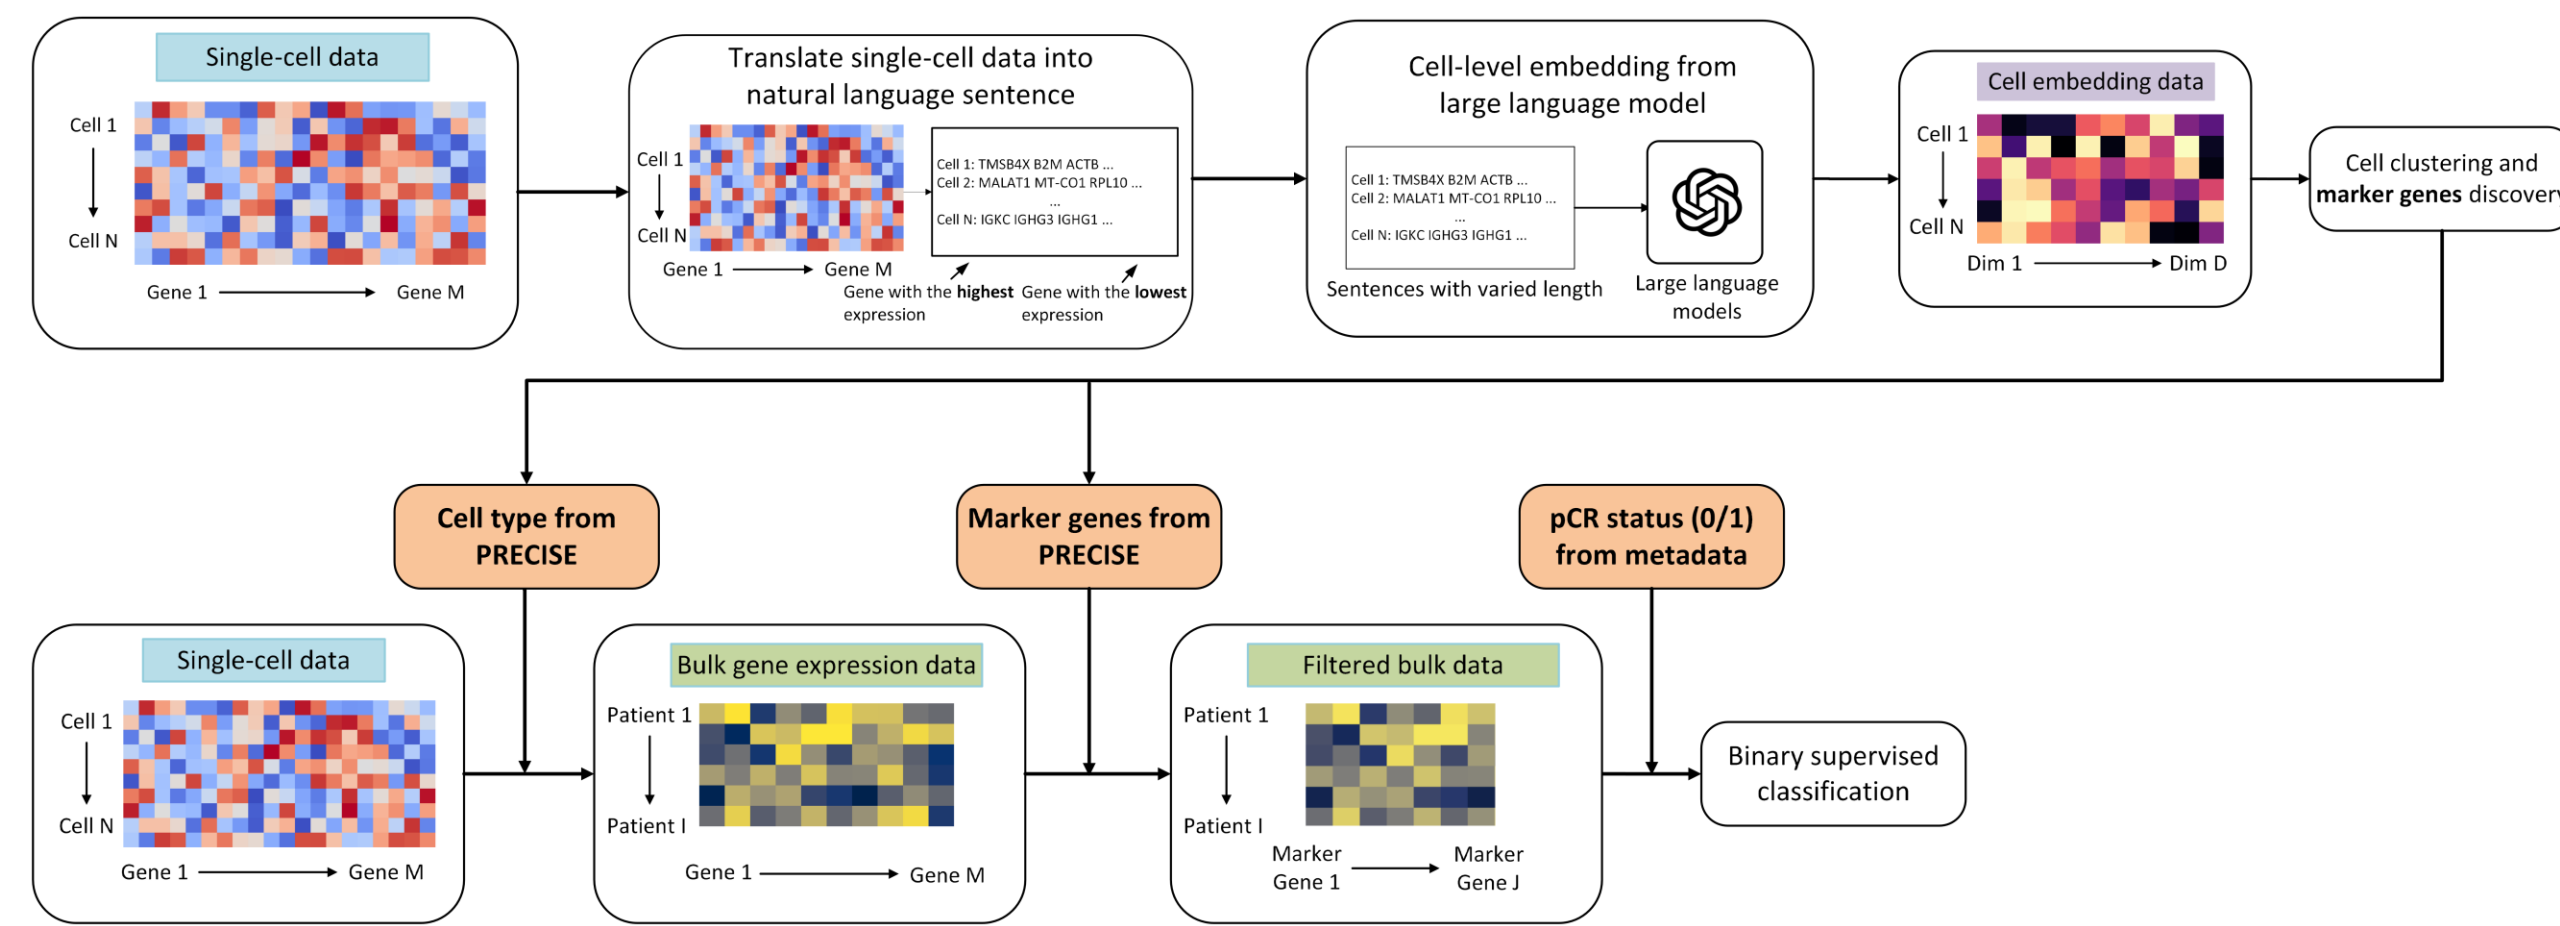 Single-cell data
Cell 1
Cell N
Gene 1
Gene M
Translate single-cell data into
natural language sentence
Cell 1
Cell N
Gene 1
Gene M
Cell 1: TMSB4X B2M ACTB ...
Cell 2: MALAT1 MT-CO1 RPL10 ...
...
Cell N: IGKC IGHG3 IGHG1 ...
Gene with the highest
expression
Gene with the lowest
expression
Cell-level embedding from
large language model
Cell 1: TMSB4X B2M ACTB ...
Cell 2: MALAT1 MT-CO1 RPL10 ...
...
Cell N: IGKC IGHG3 IGHG1 ...
Sentences with varied length
Large language
models
Cell embedding data
Cell 1
Cell N
Dim 1
Dim D
Cell clustering and
marker genes discovery
Cell type from
PRECISE
Marker genes from
PRECISE
pCR status (0/1)
from metadata
Single-cell data
Cell 1
Cell N
Gene 1
Gene M
Bulk gene expression data
Patient 1
Patient I
Gene 1
Gene M
Filtered bulk data
Patient 1
Patient I
Marker
Gene 1
Marker
Gene J
Binary supervised
classification